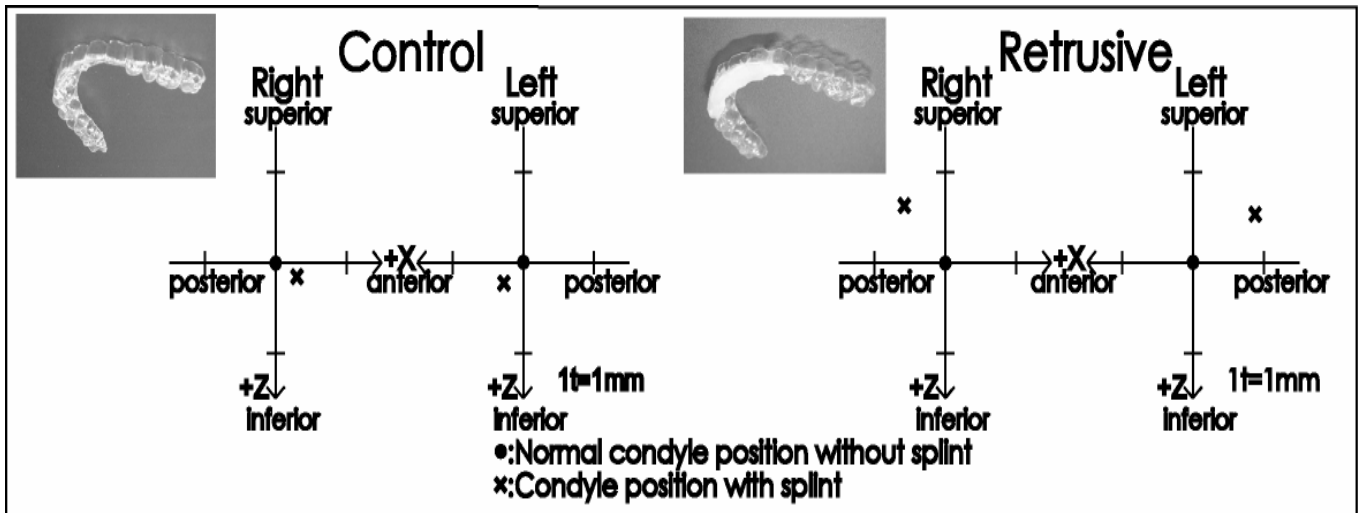 Control
Right
superior
Left
superior
posterior
+X
anterior
posterior
+Z
inferior
+Z
inferior
1t=1mm
Retrusive
Right
superior
Left
superior
posterior
+X
anterior
posterior
+Z
inferior
+Z
inferior
1t=1mm
●:Normal condyle position without splint
×:Condyle position with splint